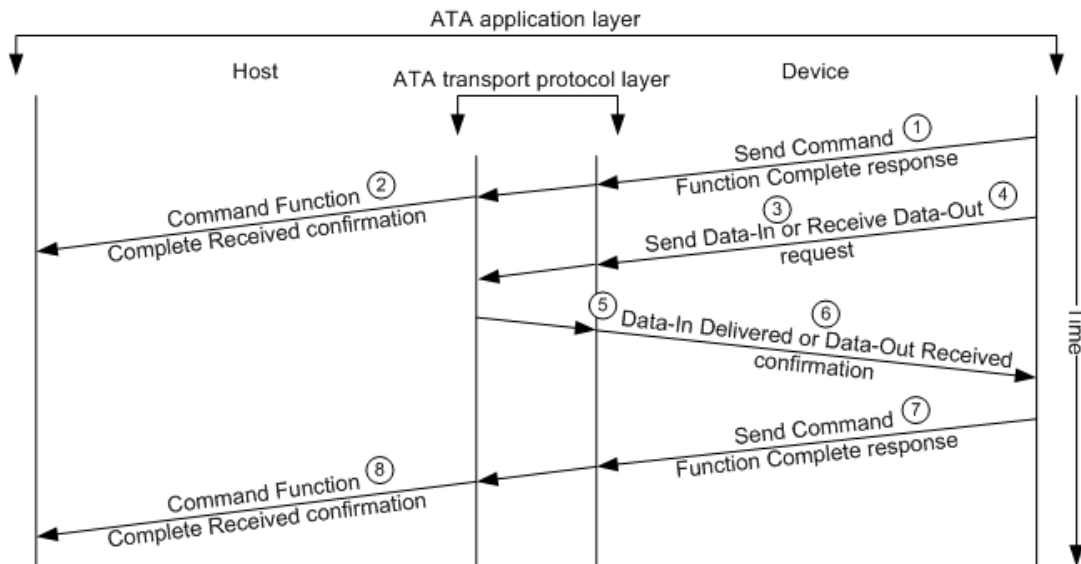 ATA application layer
Host
Device
ATA transport protocol layer
Send Command ①
Function Complete response
Command Function ②
Complete Received confirmation
③ ④
Send Data-In or Receive Data-Out
request
⑤ ⑥
Data-In Delivered or Data-Out Received
confirmation
Time
Send Command ⑦
Function Complete response
Command Function ⑧
Complete Received confirmation